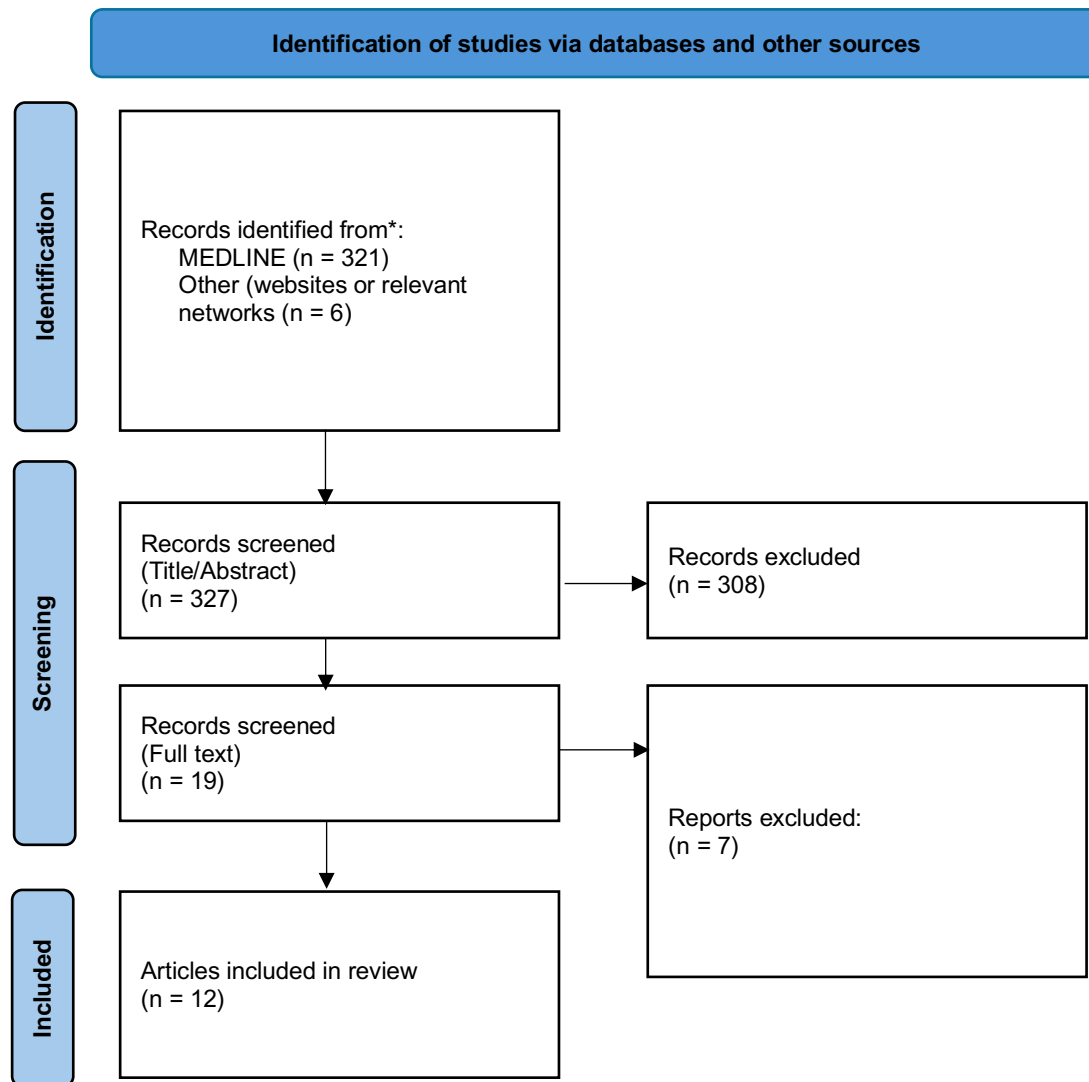 Identification of studies via databases and other sources
Identification
Records identified from*:
MEDLINE (n = 321)
Other (websites or relevant
networks (n = 6)
Screening
Records screened
(Title/Abstract)
(n = 327)
Records excluded
(n = 308)
Records screened
(Full text)
(n = 19)
Reports excluded:
(n = 7)
Included
Articles included in review
(n = 12)